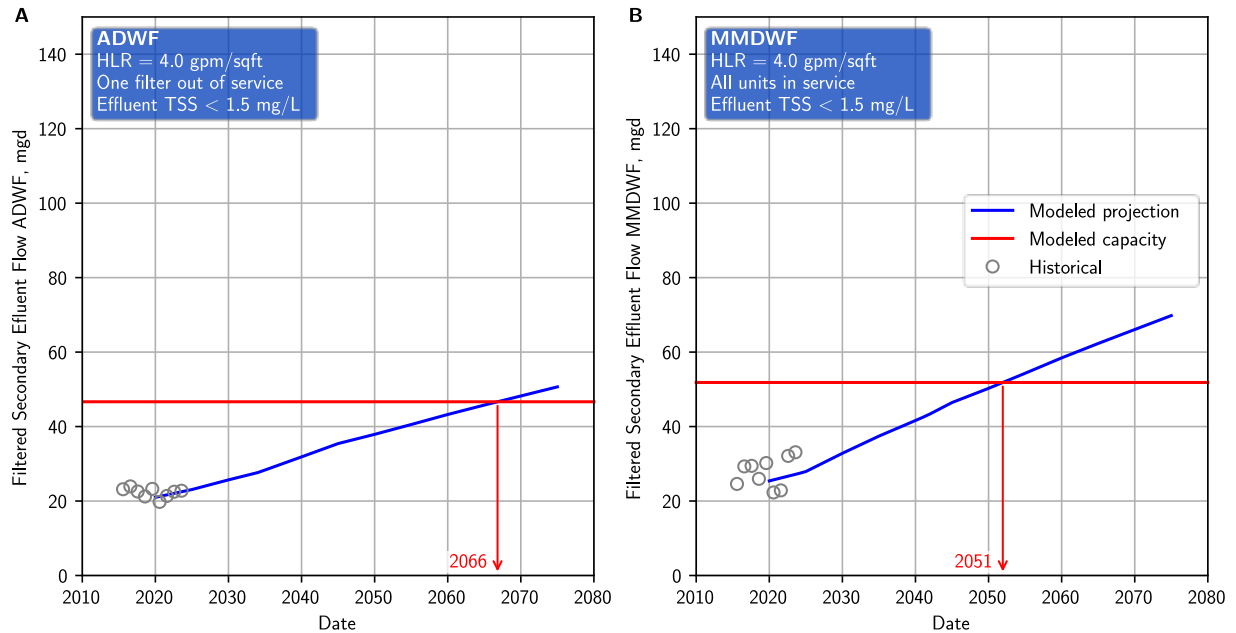 A
ADWF
HLR = 4.0 gpm/sqft
One filter out of service
Effluent TSS < 1.5 mg/L
Filtered Secondary Efluent Flow ADWF, mgd
140
120
100
80
60
40
20
0
2066
2010 2020 2030 2040 2050 2060 2070 2080
Date
B
MMDWF
HLR = 4.0 gpm/sqft
All units in service
Effluent TSS < 1.5 mg/L
Filtered Secondary Effluent Flow MMDWF, mgd
140
120
100
80
60
40
20
0
Modeled projection
Modeled capacity
Historical
2051
2010 2020 2030 2040 2050 2060 2070 2080
Date